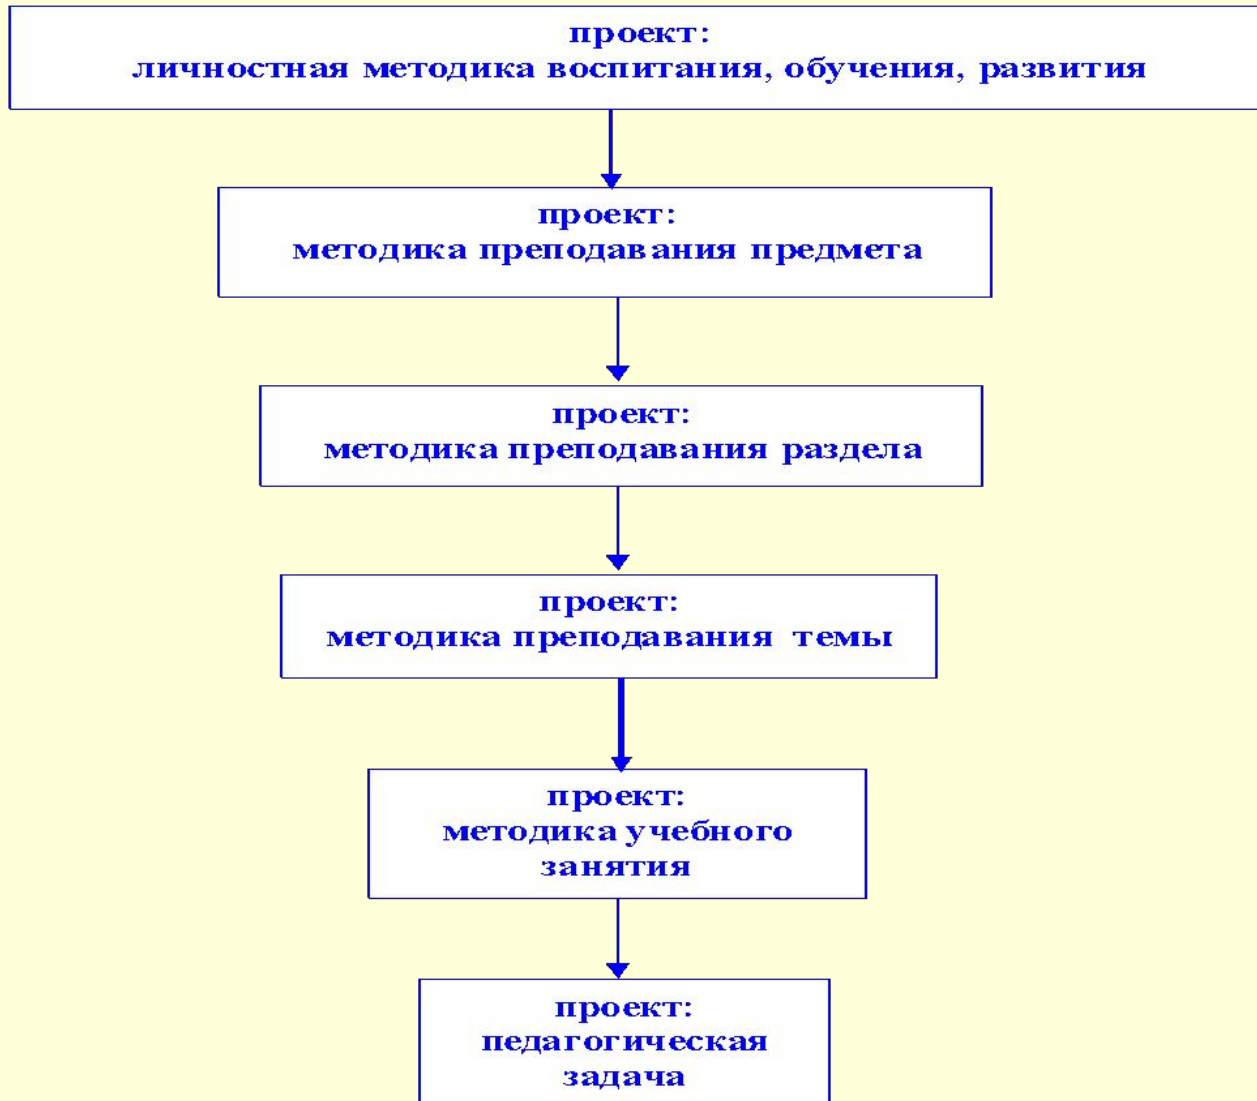 проект:
личностная методика воспитания, обучения, развития
проект:
методика преподавания предмета
проект:
методика преподавания раздела
проект:
методика преподавания темы
проект:
методика учебного
занятия
проект:
педагогическая
задача